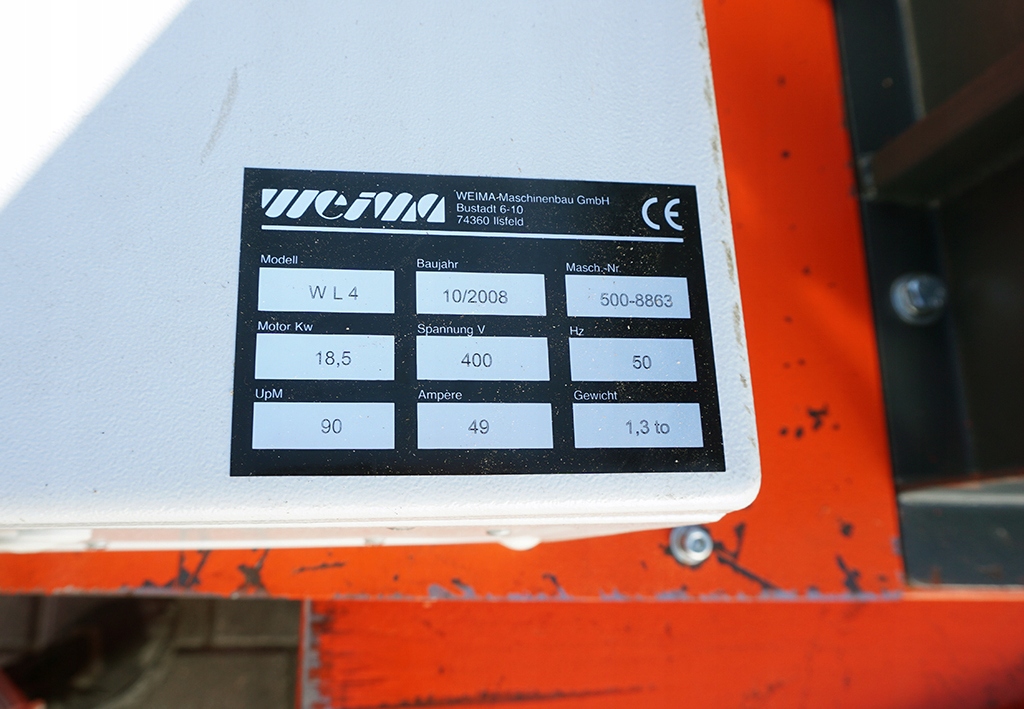 WEIMA
WEIMA-Maschinenbau GmbH
Bustadt 6-10
74360 Ilsfeld
CE
Modell
Baujahr
Masch.-Nr.
W L 4
10/2008
500-8863
Motor Kw
Spannung V
Hz
18,5
400
50
UpM
Ampère
Gewicht
90
49
1,3 to